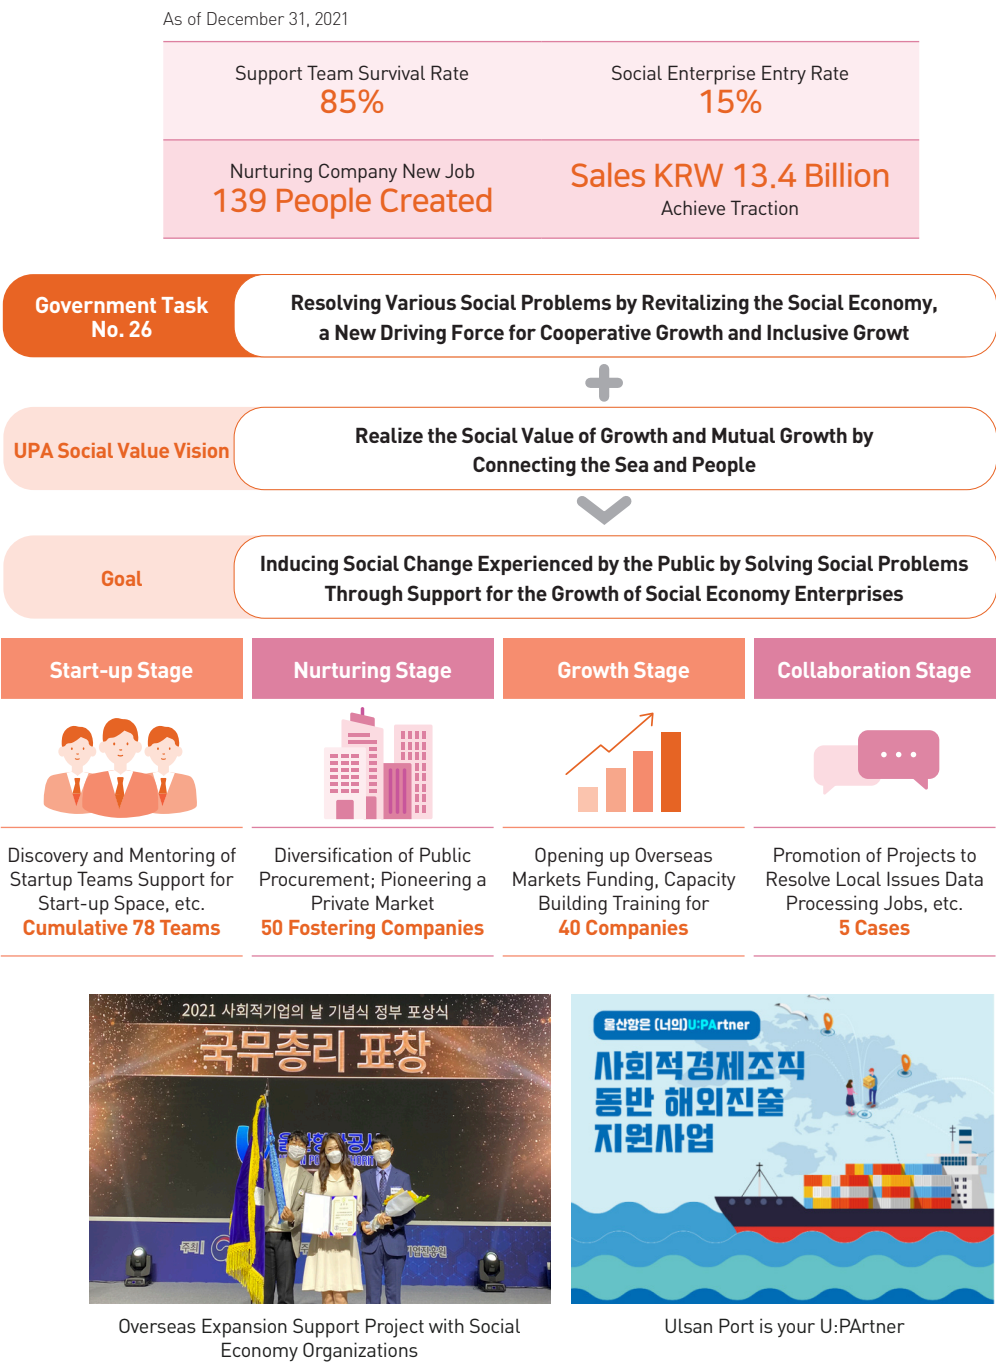 As of December 31, 2021
Support Team Survival Rate
85%
Social Enterprise Entry Rate
15%
Nurturing Company New Job
139 People Created
Sales KRW 13.4 Billion
Achieve Traction
Government Task
No. 26
Resolving Various Social Problems by Revitalizing the Social Economy,
a New Driving Force for Cooperative Growth and Inclusive Growt
UPA Social Value Vision
Realize the Social Value of Growth and Mutual Growth by
Connecting the Sea and People
Goal
Inducing Social Change Experienced by the Public by Solving Social Problems
Through Support for the Growth of Social Economy Enterprises
Start-up Stage
Discovery and Mentoring of
Startup Teams Support for
Start-up Space, etc.
Cumulative 78 Teams
Nurturing Stage
Diversification of Public
Procurement; Pioneering a
Private Market
50 Fostering Companies
Growth Stage
Opening up Overseas
Markets Funding, Capacity
Building Training for
40 Companies
Collaboration Stage
Promotion of Projects to
Resolve Local Issues Data
Processing Jobs, etc.
5 Cases
2021 사회적기업의 날 기념식 정부 포상식
국무총리 표창
주최
Overseas Expansion Support Project with Social
Economy Organizations
울산항은 (너의)U:PArtner
사회적경제조직
동반 해외진출
지원사업
Ulsan Port is your U:PArtner